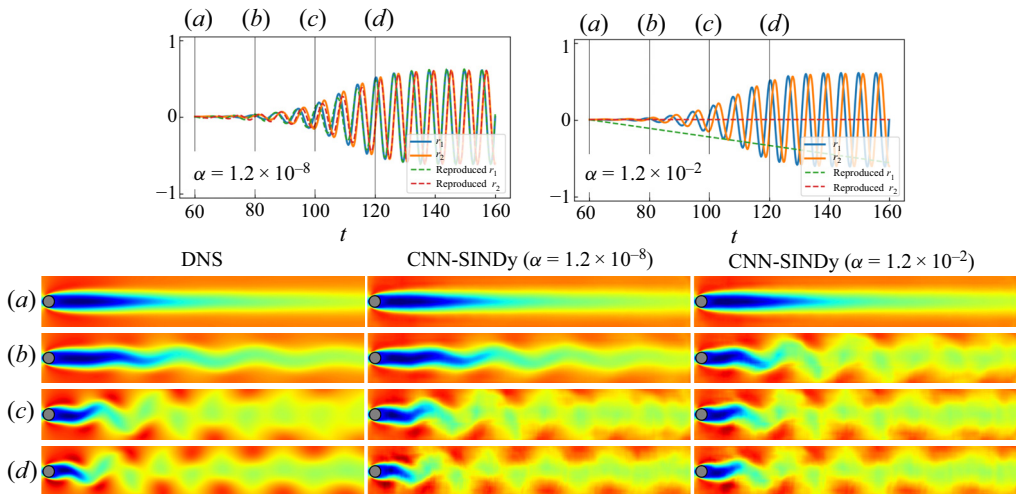 (a) (b) (c) (d) (a) (b) (c) (d)
1 1
0 0
r₁ r₁
r₂ r₂
α = 1.2 × 10⁻⁸ Reproduced r₁ α = 1.2 × 10⁻² Reproduced r₁
Reproduced r₂ Reproduced r₂
−1 −1
60 80 100 120 140 160 60 80 100 120 140 160
t t
DNS CNN-SINDy (α = 1.2 × 10⁻⁸) CNN-SINDy (α = 1.2 × 10⁻²)
(a)
(b)
(c)
(d)